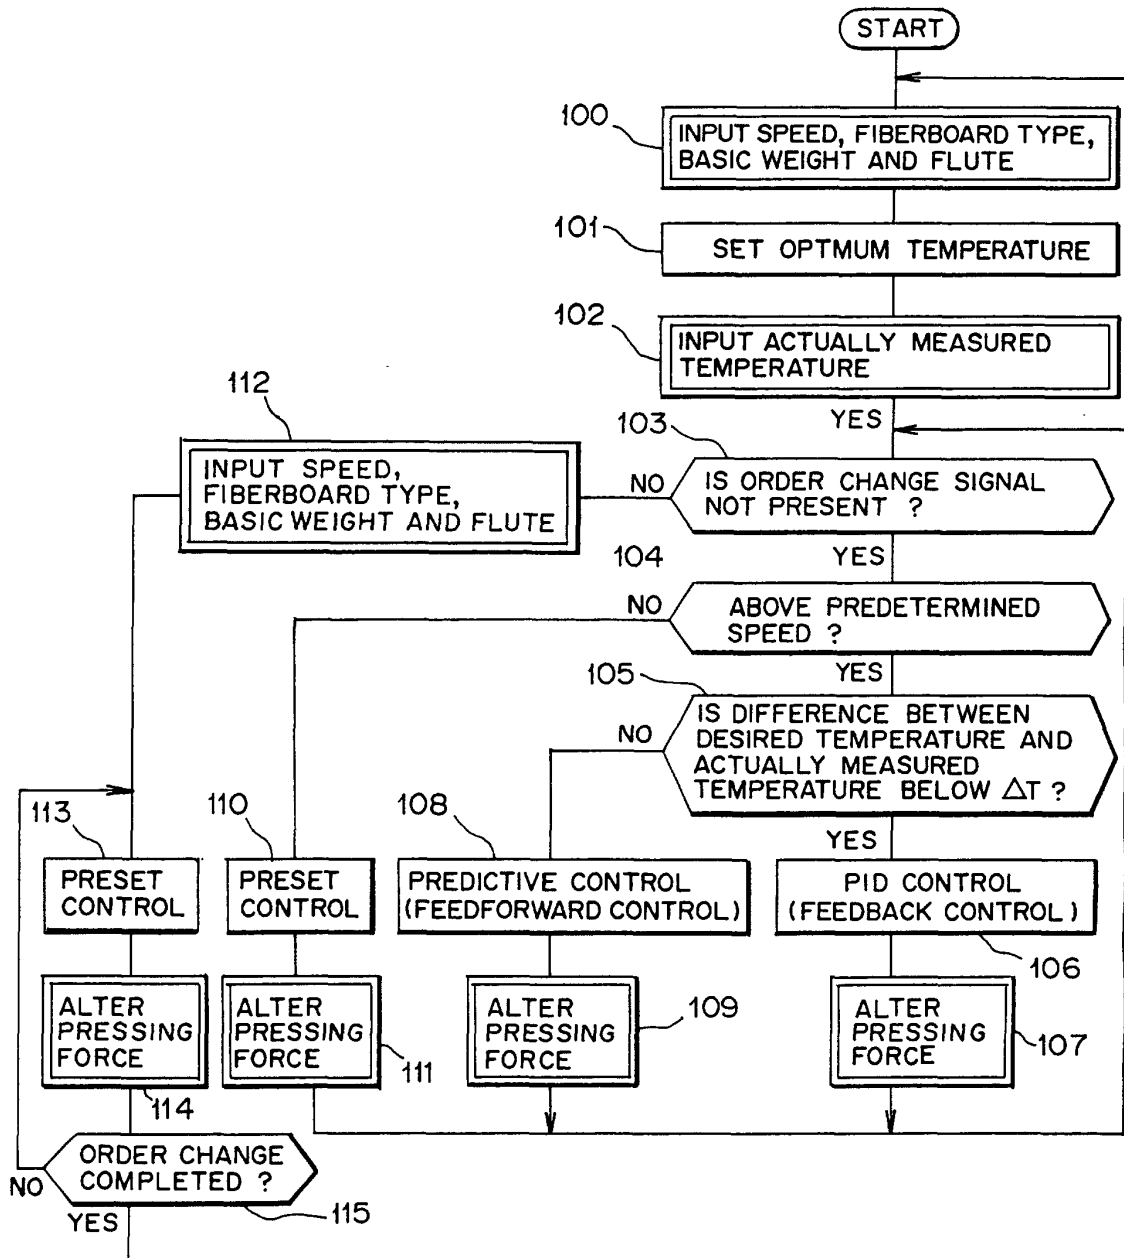 START
100
INPUT SPEED, FIBERBOARD TYPE,
BASIC WEIGHT AND FLUTE
101
SET OPTMUM TEMPERATURE
102
INPUT ACTUALLY MEASURED
TEMPERATURE
YES
112
INPUT SPEED,
FIBERBOARD TYPE,
BASIC WEIGHT AND FLUTE
103
NO
IS ORDER CHANGE SIGNAL
NOT PRESENT ?
YES
104
NO
ABOVE PREDETERMINED
SPEED ?
YES
105
NO
IS DIFFERENCE BETWEEN
DESIRED TEMPERATURE AND
ACTUALLY MEASURED
TEMPERATURE BELOW ΔT ?
YES
113
PRESET
CONTROL
110
PRESET
CONTROL
108
PREDICTIVE CONTROL
(FEEDFORWARD CONTROL)
PID CONTROL
(FEEDBACK CONTROL)
106
ALTER
PRESSING
FORCE
114
ALTER
PRESSING
FORCE
111
ALTER
PRESSING
FORCE
109
ALTER
PRESSING
FORCE
107
ORDER CHANGE
COMPLETED ?
NO
YES
115